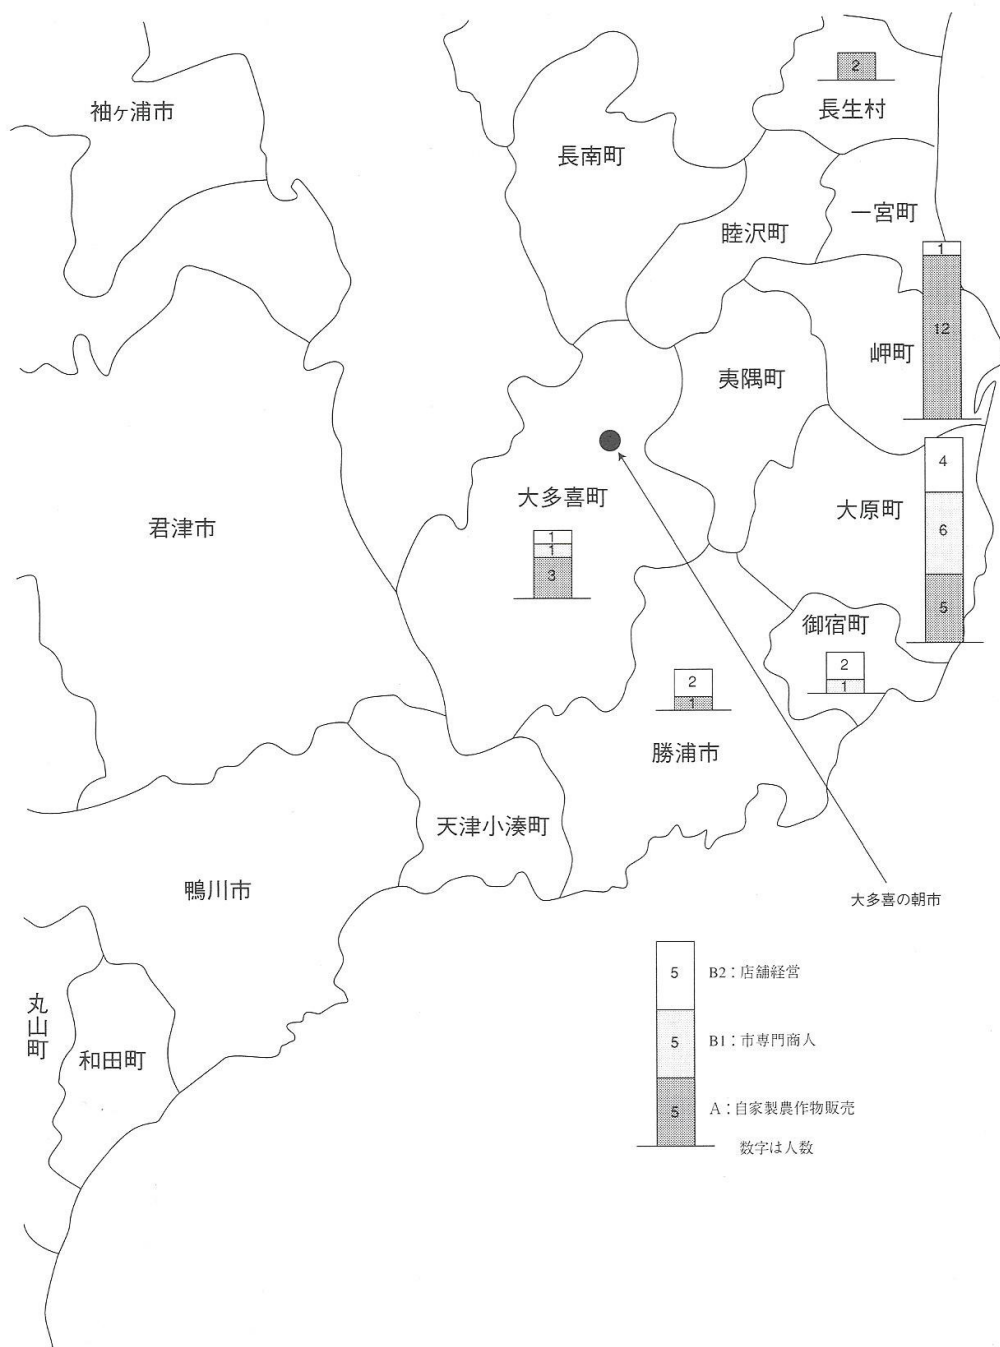 2
袖ヶ浦市
長生村
長南町
一宮町
睦沢町
1
12
岬町
夷隅町
4
大多喜町
大原町
6
君津市
1
1
3
5
御宿町
2
1
2
1
勝浦市
天津小湊町
鴨川市
大多喜の朝市
5 B2：店舗経営
丸山町
5 B1：市専門商人
和田町
5 A：自家製農作物販売
数字は人数